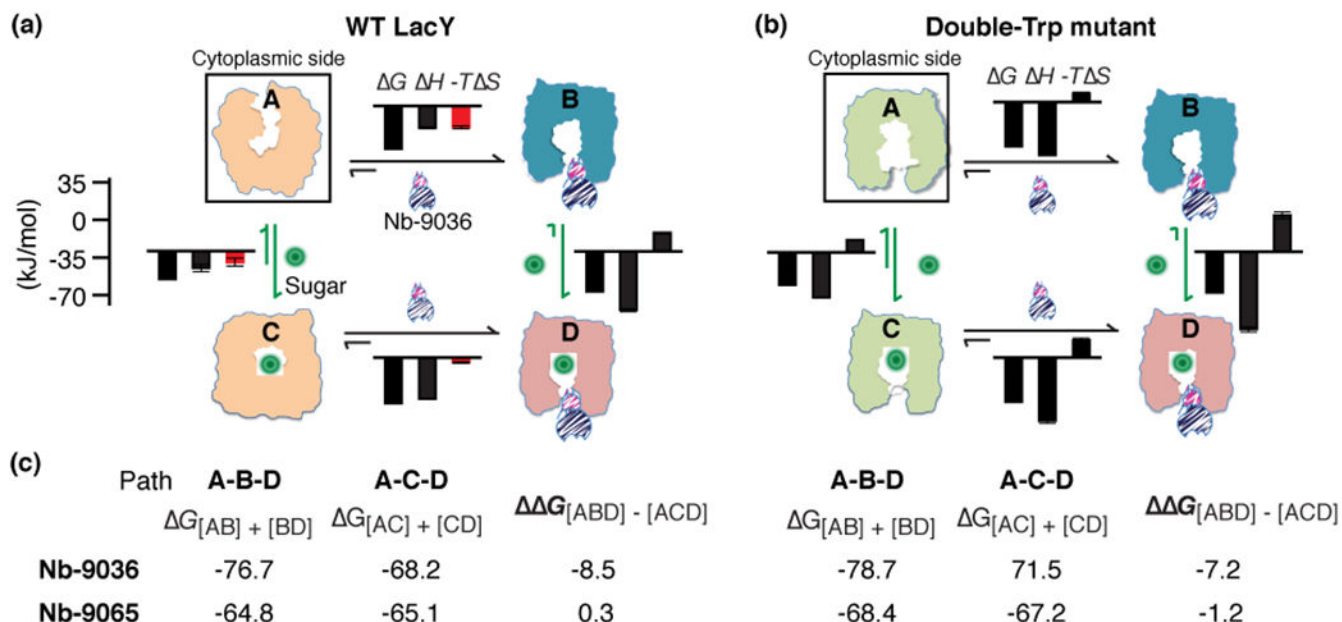 (a) WT LacY
Cytoplasmic side
A
ΔG ΔH -TΔS
B
Nb-9036
35
0
-35
-70
(kJ/mol)
Sugar
C
D
(b) Double-Trp mutant
Cytoplasmic side
A
ΔG ΔH -TΔS
B
C
D
(c)
Path A-B-D A-C-D ΔΔG[ABD] - [ACD] A-B-D A-C-D ΔΔG[ABD] - [ACD]
ΔG[AB] + [BD] ΔG[AC] + [CD] ΔG[AB] + [BD] ΔG[AC] + [CD]
Nb-9036 -76.7 -68.2 -8.5 -78.7 71.5 -7.2
Nb-9065 -64.8 -65.1 0.3 -68.4 -67.2 -1.2